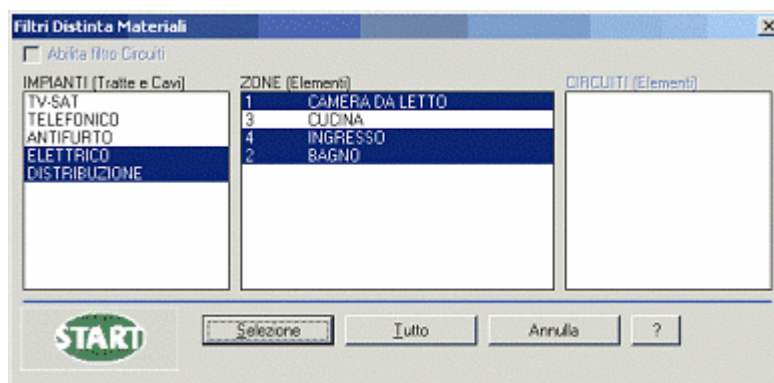 Filtri Distinta Materiali
Abilita filtro Circuiti
IMPIANTI (Tratte e Cavi)
TV-SAT
TELEFONICO
ANTIFURTO
ELETTRICO
DISTRIBUZIONE
ZONE (Elementi)
1 CAMERA DA LETTO
3 CUCINA
4 INGRESSO
2 BAGNO
CIRCUITI (Elementi)
START
Selezione
Tutto
Annulla
?